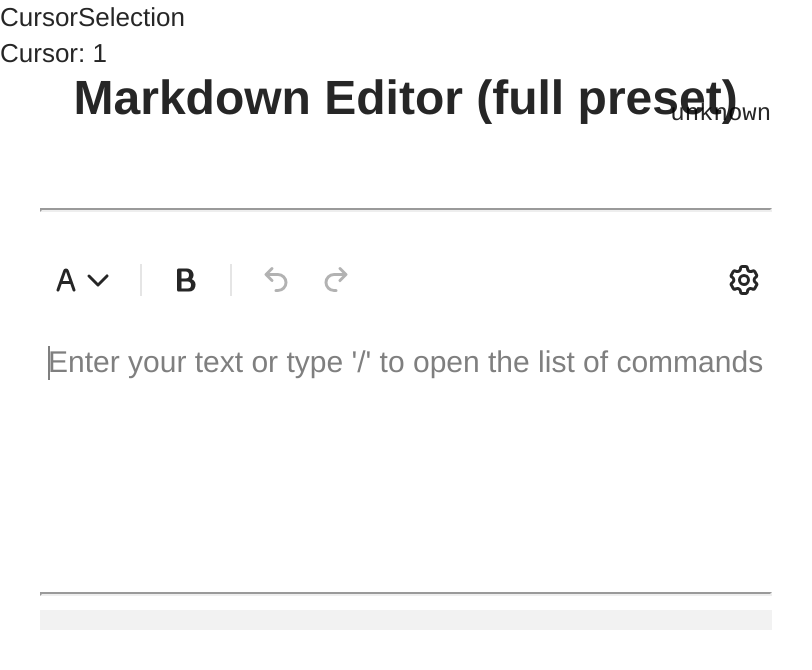 CursorSelection
Cursor: 1
Markdown Editor (full preset)
unknown
A
B
Enter your text or type '/' to open the list of commands